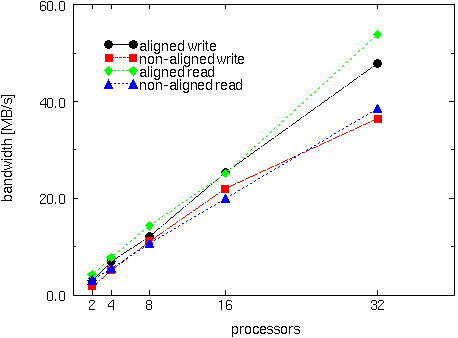 60.0
40.0
20.0
0.0
bandwidth [MB/s]
aligned write
non-aligned write
aligned read
non-aligned read
2 4 8 16 32
processors